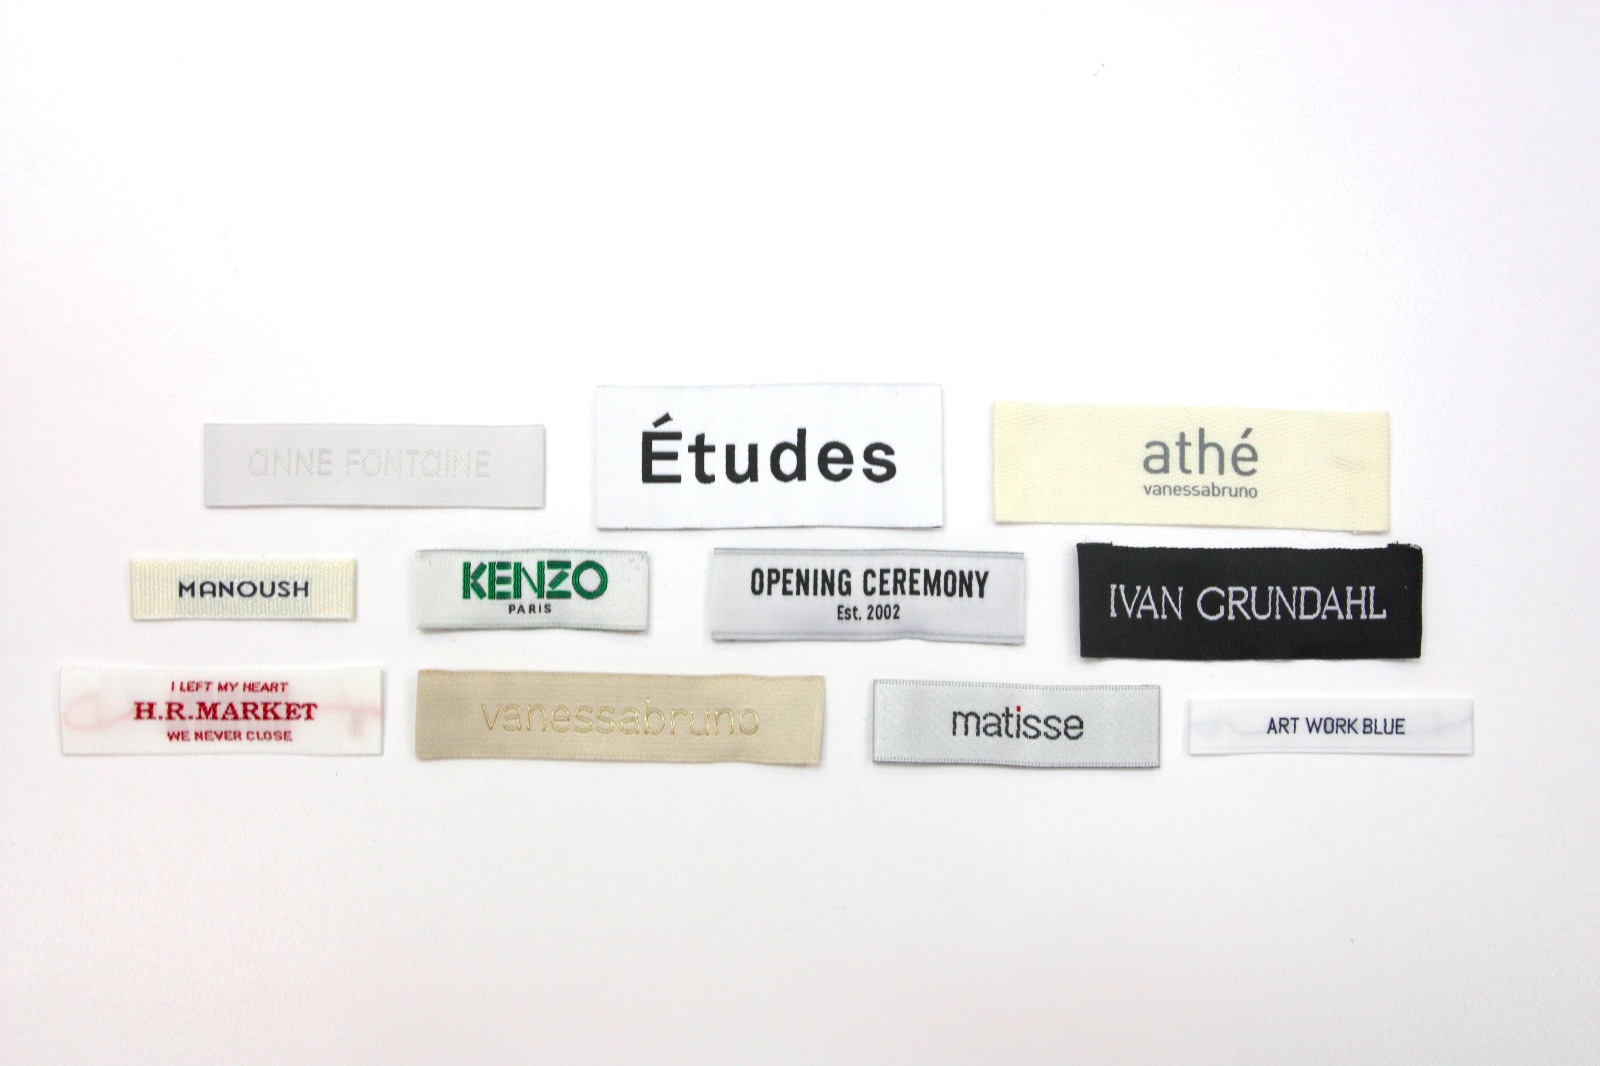 aNNE FONTaINE
Études
athé
vanessabruno
MANOUSH
KENZO
PARIS
OPENING CEREMONY
Est. 2002
IVAN GRUNDAHL
I LEFT MY HEART
H.R.MARKET
WE NEVER CLOSE
vanessabruno
matisse
ART WORK BLUE